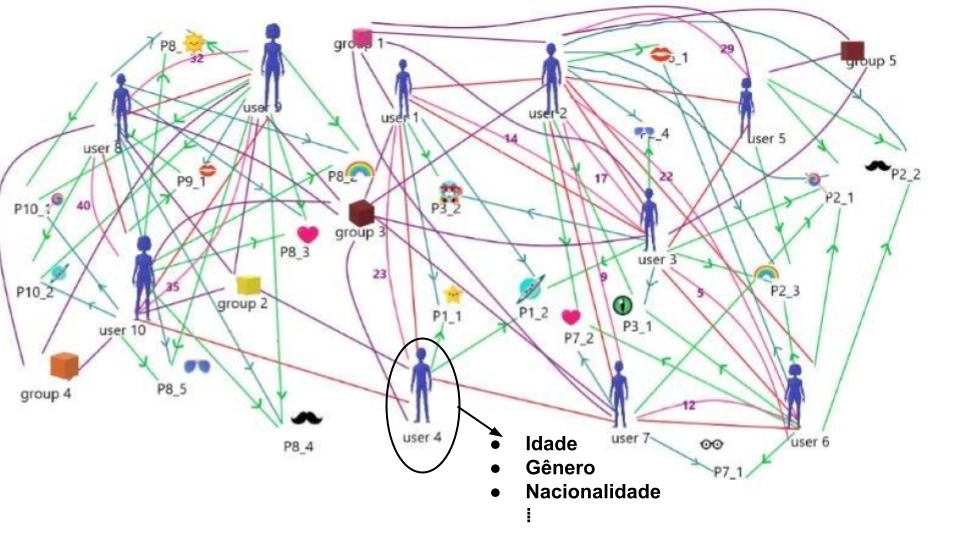 P8_
32
user 9
group 1
29
group 5
user 1
user 2
user 5
user 8
14
_4
P9_1
P8_2
17
22
P2_2
40
P10_1
P3_2
P2_1
group 3
P8_3
user 3
23
9
35
P10_2
group 2
P1_1
P1_2
5
P2_3
P3_1
user 10
P7_2
group 4
P8_5
12
P8_4
user 4
user 7
user 6
P7_1
● Idade
● Gênero
● Nacionalidade
⁞